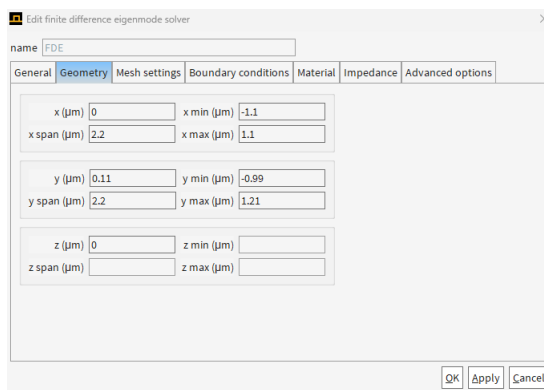 Edit finite difference eigenmode solver
name FDE
General Geometry Mesh settings Boundary conditions Material Impedance Advanced options
x (μm) 0 x min (μm) -1.1
x span (μm) 2.2 x max (μm) 1.1
y (μm) 0.11 y min (μm) -0.99
y span (μm) 2.2 y max (μm) 1.21
z (μm) 0 z min (μm)
z span (μm) z max (μm)
OK Apply Cancel